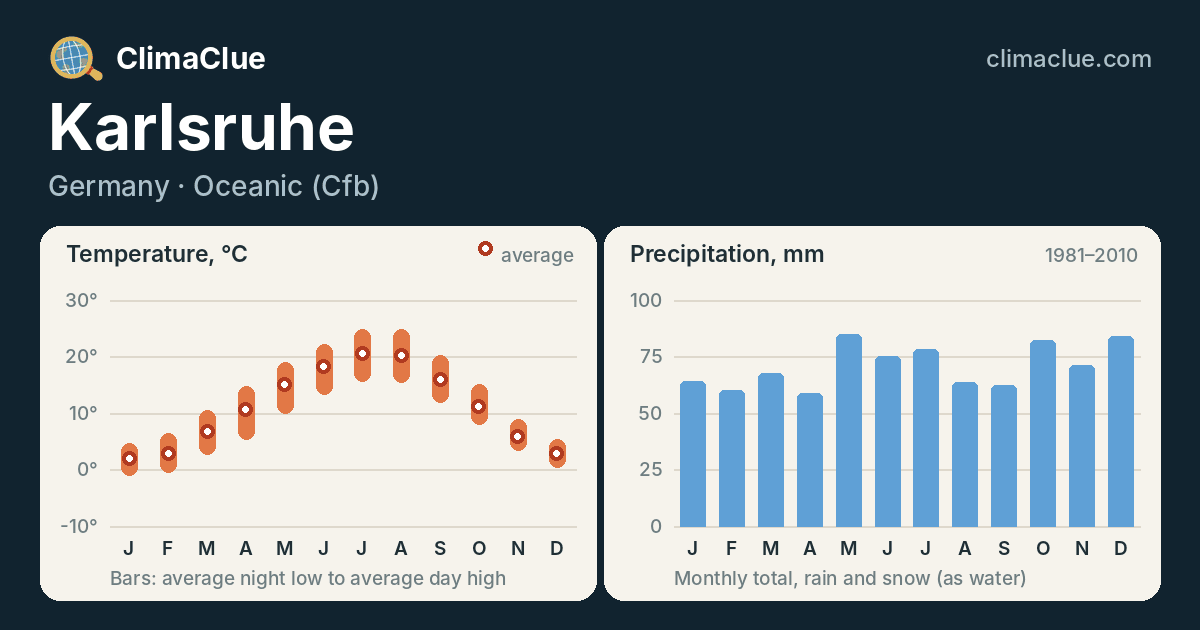 ClimaClue
climaclue.com
Karlsruhe
Germany · Oceanic (Cfb)
Temperature, °C
average
30°
20°
10°
0°
-10°
J F M A M J J A S O N D
Bars: average night low to average day high
Precipitation, mm
1981–2010
100
75
50
25
0
J F M A M J J A S O N D
Monthly total, rain and snow (as water)